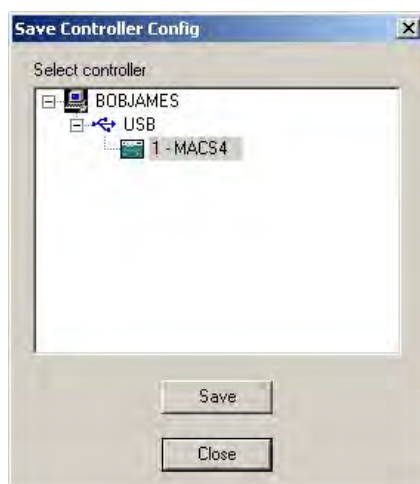 Save Controller Config
Select controller
BOBJAMES
USB
1 - MACS4
Save
Close